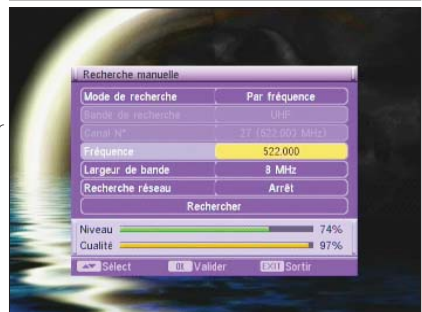 Recherche manuelle
Mode de recherche Par fréquence
Bande de recherche UHF
Canal N° 27 (522.000 MHz)
Fréquence 522.000
Largeur de bande 8 MHz
Recherche réseau Arrêt
Rechercher
Niveau 74%
Cualité 97%
Sélect OK Valider EXIT Sortir